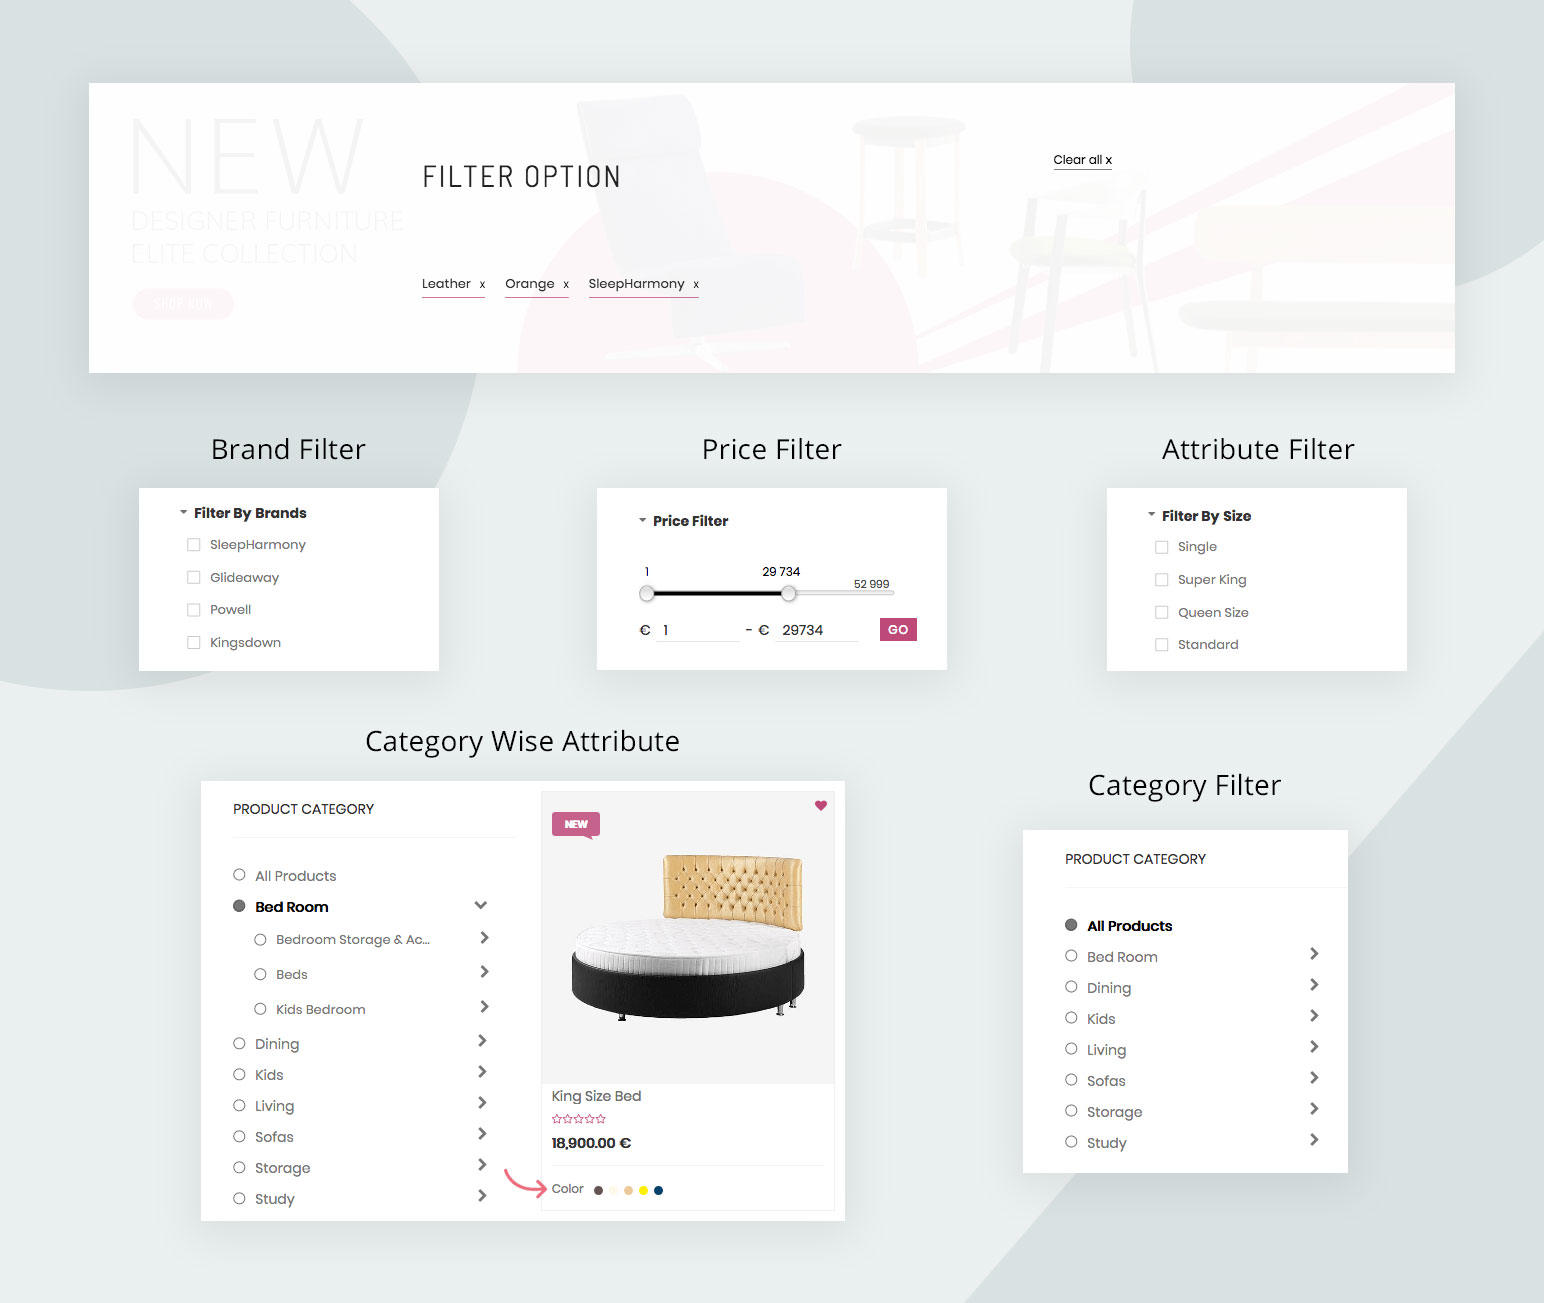 NEW
DESIGNER FURNITURE
ELITE COLLECTION
SHOP NOW
FILTER OPTION
Clear all x
Leather x Orange x SleepHarmony x
Brand Filter
Filter By Brands
SleepHarmony
Glideaway
Powell
Kingsdown
Price Filter
Price Filter
1 29 734 52 999
€ 1 - € 29734 GO
Attribute Filter
Filter By Size
Single
Super King
Queen Size
Standard
Category Wise Attribute
PRODUCT CATEGORY
All Products
Bed Room
Bedroom Storage & Ac...
Beds
Kids Bedroom
Dining
Kids
Living
Sofas
Storage
Study
NEW
King Size Bed
18,900.00 €
Color
Category Filter
PRODUCT CATEGORY
All Products
Bed Room
Dining
Kids
Living
Sofas
Storage
Study